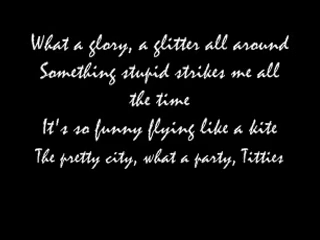 What a glory, a glitter all around
Something stupid strikes me all
the time
It's so funny flying like a kite
The pretty city, what a party, Titties